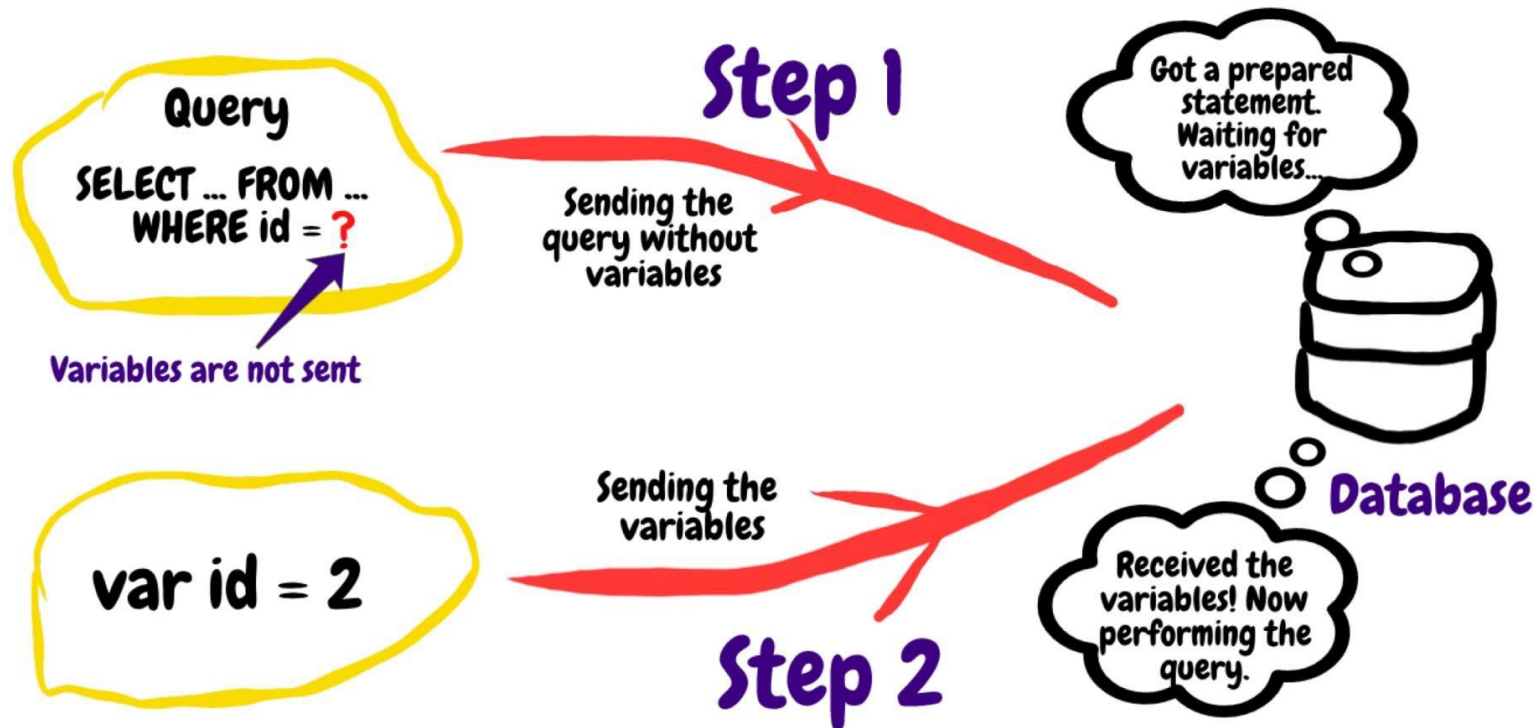 Query
SELECT ... FROM ...
WHERE id = ?
Variables are not sent
Step 1
Sending the
query without
variables
Got a prepared
statement.
Waiting for
variables...
var id = 2
Sending the
variables
Step 2
Database
Received the
variables! Now
performing the
query.